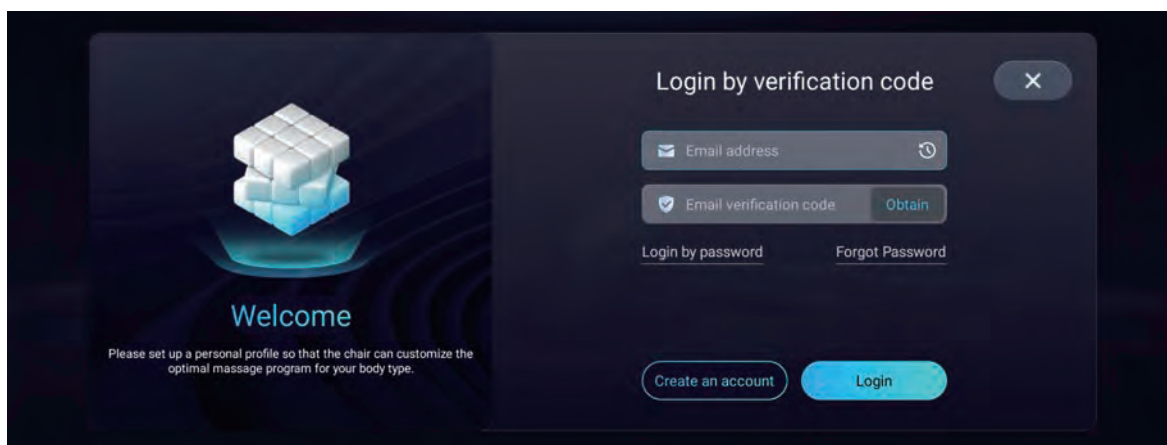 Welcome
Please set up a personal profile so that the chair can customize the
optimal massage program for your body type.
Login by verification code
Email address
Email verification code Obtain
Login by password Forgot Password
Create an account Login